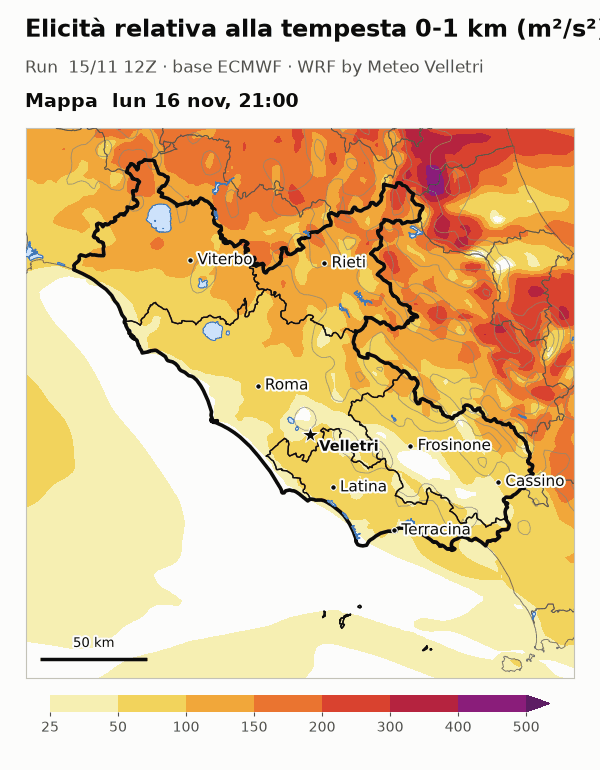 Elicità relativa alla tempesta 0-1 km (m²/s²)
Run 15/11 12Z · base ECMWF · WRF by Meteo Velletri
Mappa lun 16 nov, 21:00
Viterbo
Rieti
Roma
Velletri
Frosinone
Cassino
Latina
Terracina
50 km
25 50 100 150 200 300 400 500